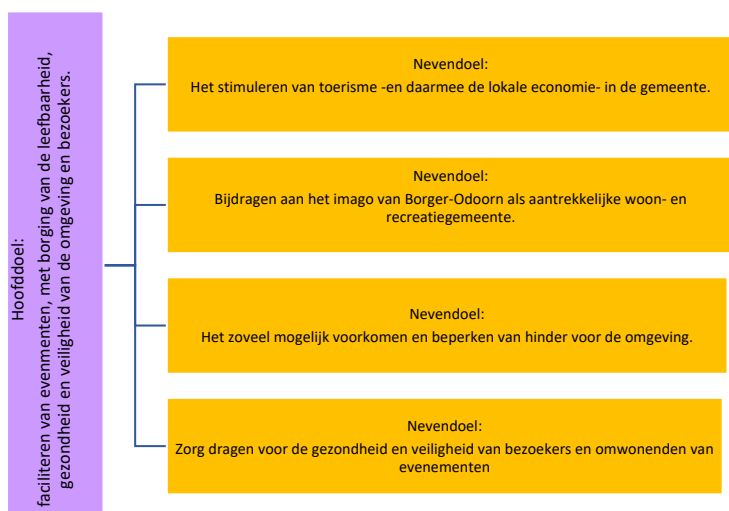 Hoofddoel:
faciliteren van evenmenten, met borging van de leefbaarheid,
gezondheid en veiligheid van de omgeving en bezoekers.
Nevendoel:
Het stimuleren van toerisme -en daarmee de lokale economie- in de gemeente.
Nevendoel:
Bijdragen aan het imago van Borger-Odoorn als aantrekkelijke woon- en
recreatiegemeente.
Nevendoel:
Het zoveel mogelijk voorkomen en beperken van hinder voor de omgeving.
Nevendoel:
Zorg dragen voor de gezondheid en veiligheid van bezoekers en omwonenden van
evenementen